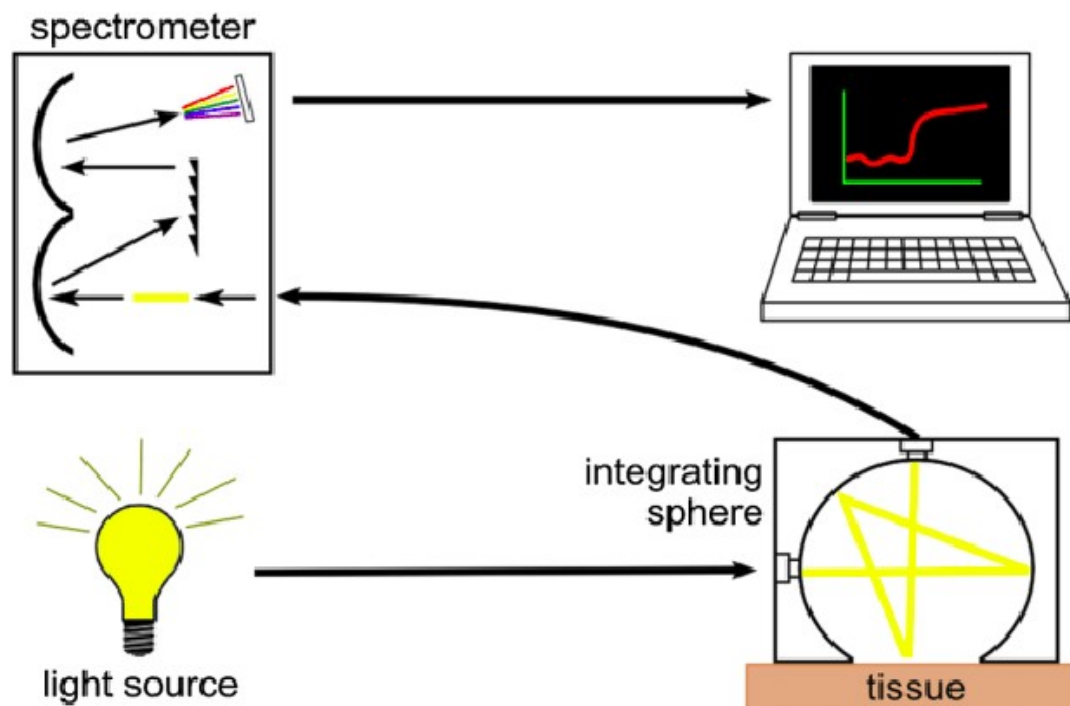 spectrometer
integrating
sphere
light source
tissue